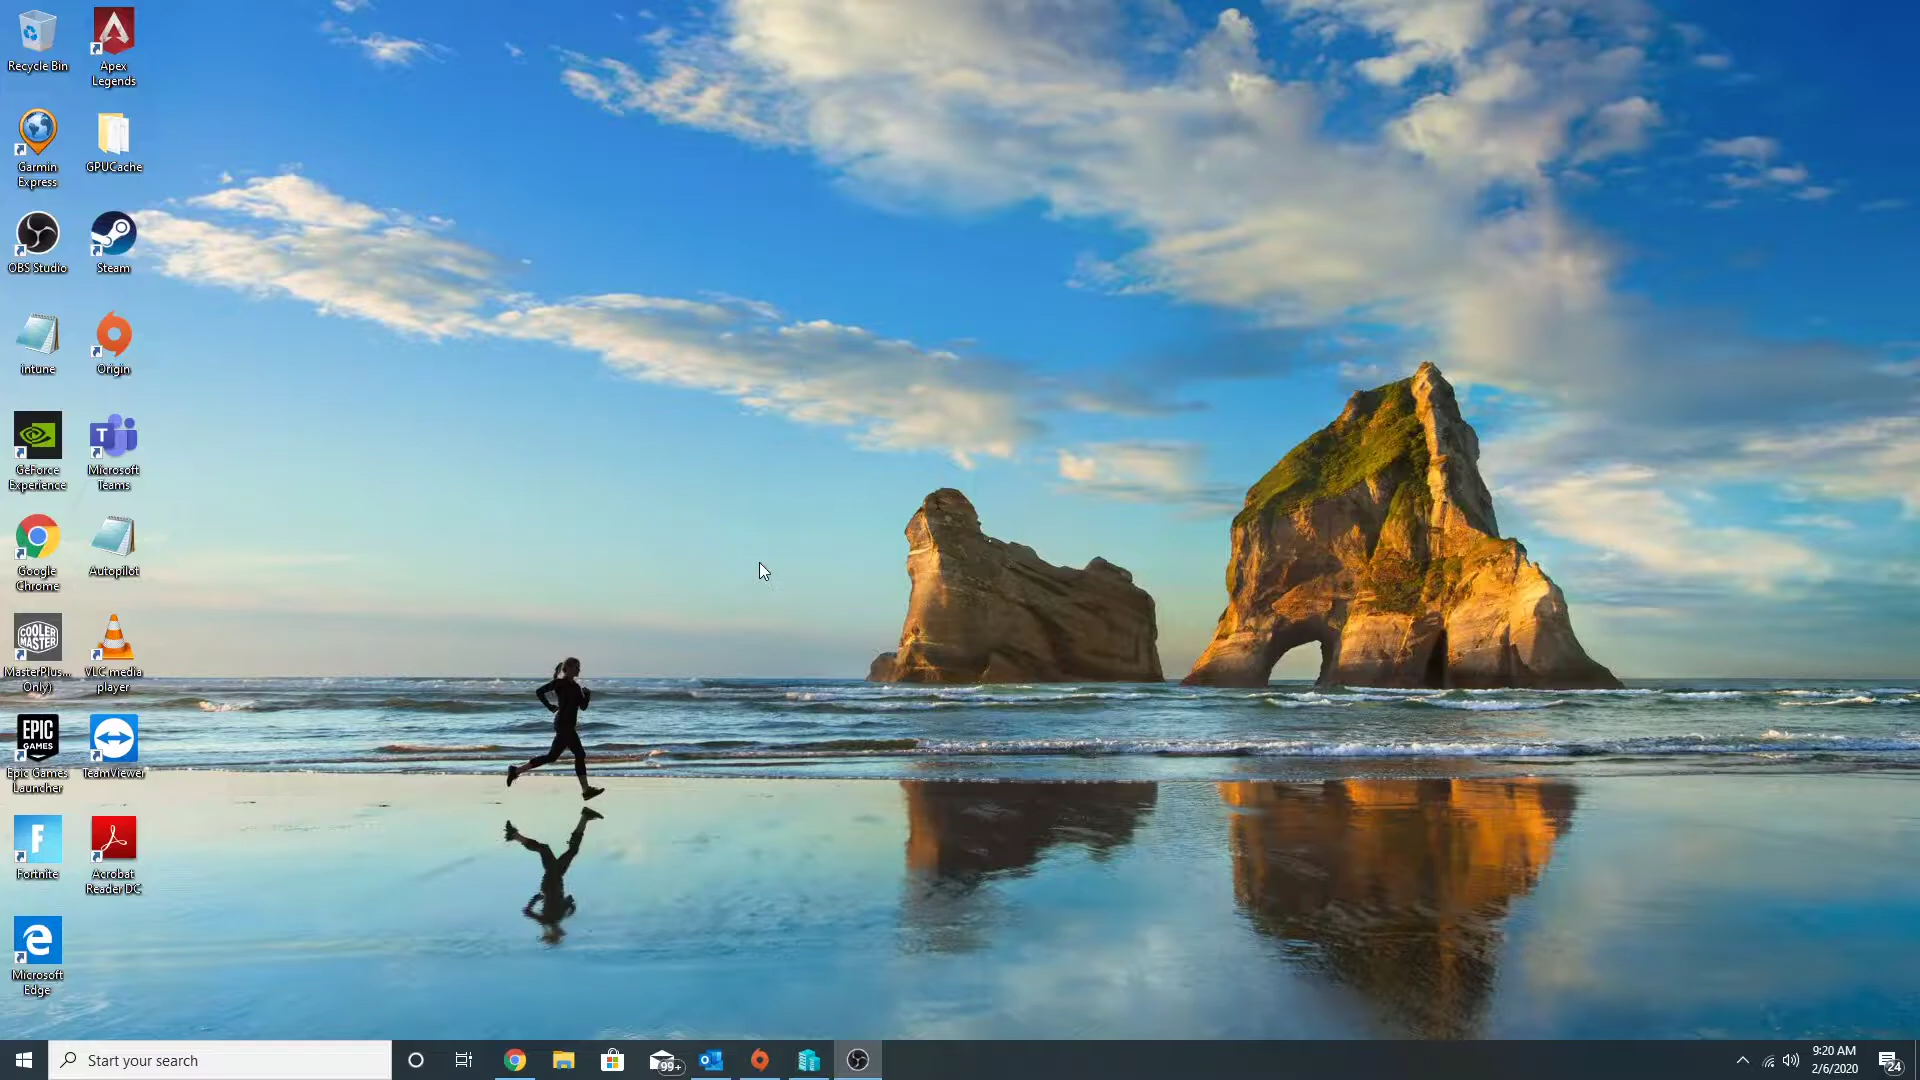 Recycle Bin
Apex
Legends
Garmin
Express
GPUCache
OBS Studio
Steam
intune
Origin
GeForce
Experience
Microsoft
Teams
Google
Chrome
Autopilot
COOLER
MASTER
MasterPlus...
Only)
VLC media
player
EPIC
GAMES
Epic Games
Launcher
TeamViewer
Fortnite
Acrobat
Reader DC
Microsoft
Edge
Start your search
99+
9:20 AM
2/6/2020
24